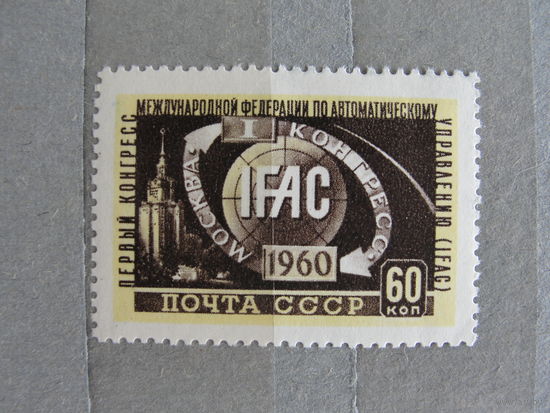 ПЕРВЫЙ КОНГРЕСС
МЕЖДУНАРОДНОЙ ФЕДЕРАЦИИ ПО АВТОМАТИЧЕСКОМУ
УПРАВЛЕНИЮ (IFAC)
МОСКВА·
I
КОНГРЕСС·
IFAC
1960
ПОЧТА СССР
60
КОП